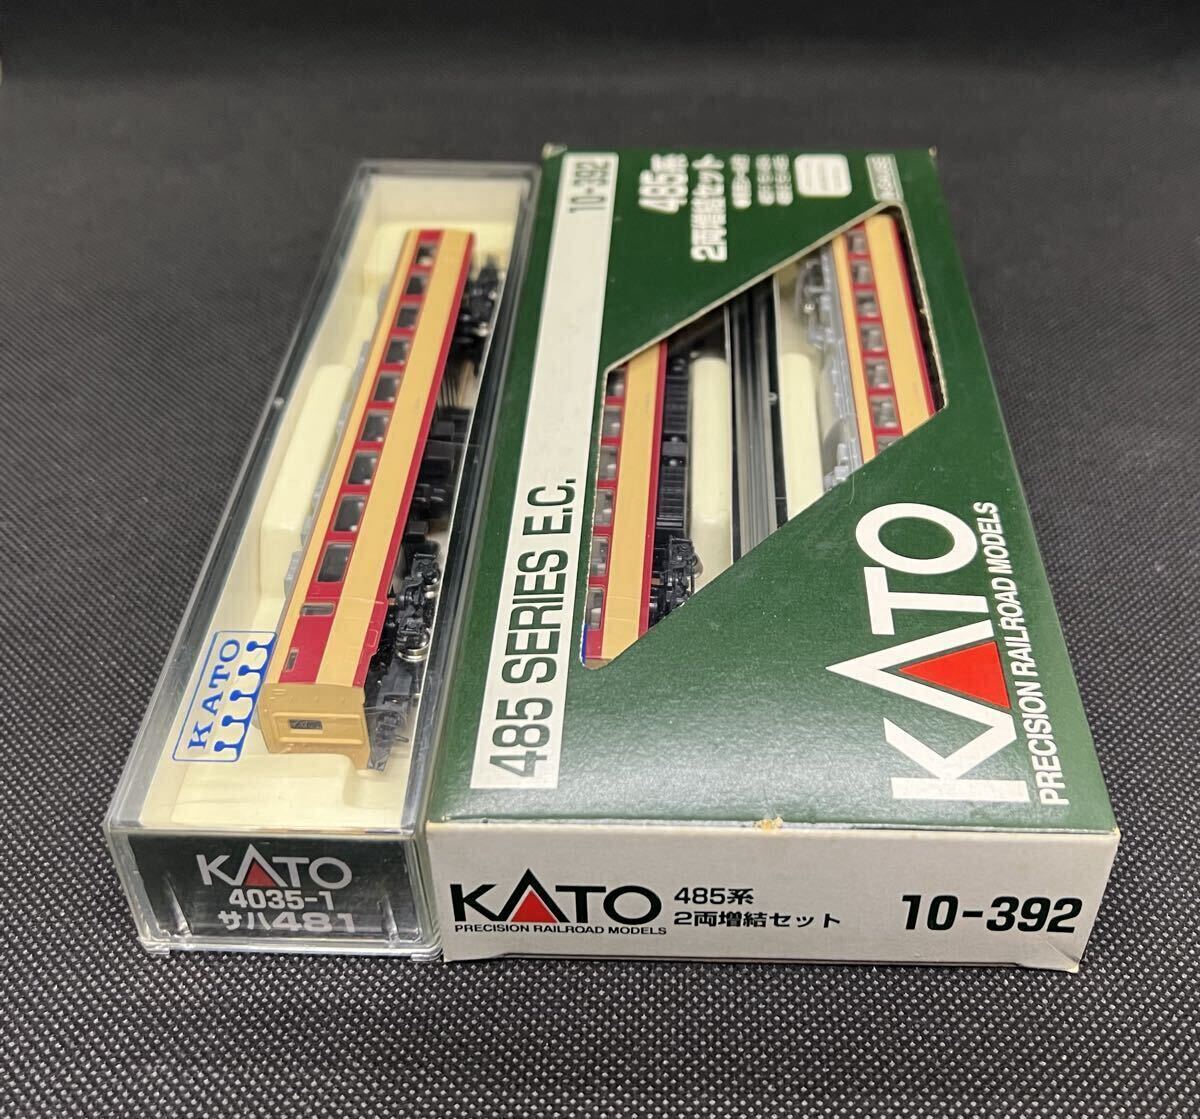 KATO
KATO
4035-1
サハ481
10-392
485 SERIES E.C.
485系
2両増結セット
KATO
PRECISION RAILROAD MODELS
KATO
PRECISION RAILROAD MODELS
485系
2両増結セット
10-392